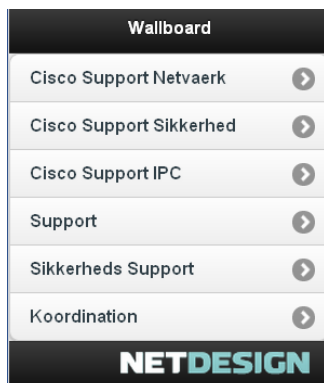 Wallboard
Cisco Support Netvaerk
Cisco Support Sikkerhed
Cisco Support IPC
Support
Sikkerheds Support
Koordination
NETDESIGN